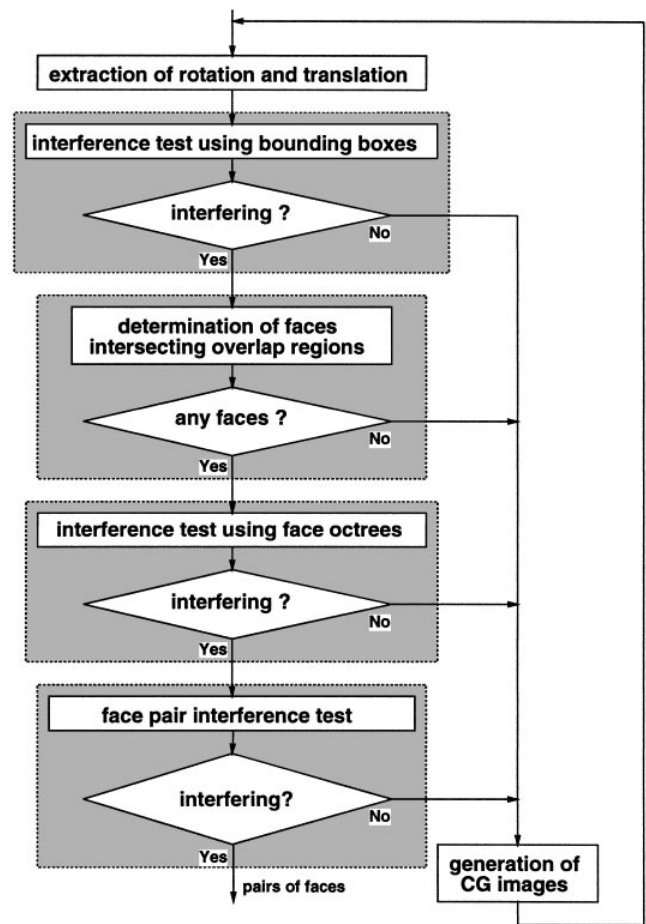 extraction of rotation and translation
interference test using bounding boxes
interfering ?
No
Yes
determination of faces
intersecting overlap regions
any faces ?
No
Yes
interference test using face octrees
interfering ?
No
Yes
face pair interference test
interfering?
No
Yes
pairs of faces
generation of
CG images